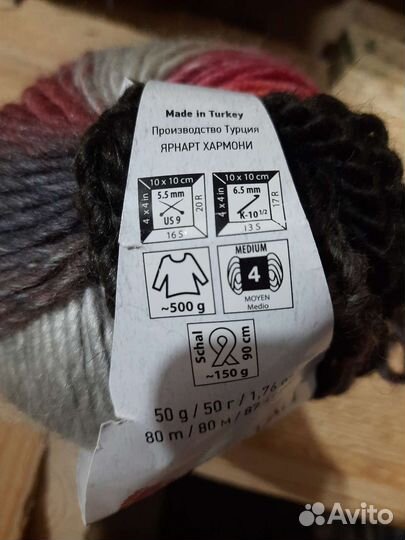 Made in Turkey
Производство Турция
ЯРНАРТ ХАРМОНИ
10 x 10 cm 10 x 10 cm
4 x 4 in 5.5 mm 20 R 4 x 4 in 6.5 mm 17 R
US 9 K-10 1/2
16 S 13 S
~500 g
MEDIUM
4
MOYEN
Medio
Schal 90 cm
~150 g
50 g / 50 г / 1,76
80 m / 80 м / 87
Avito